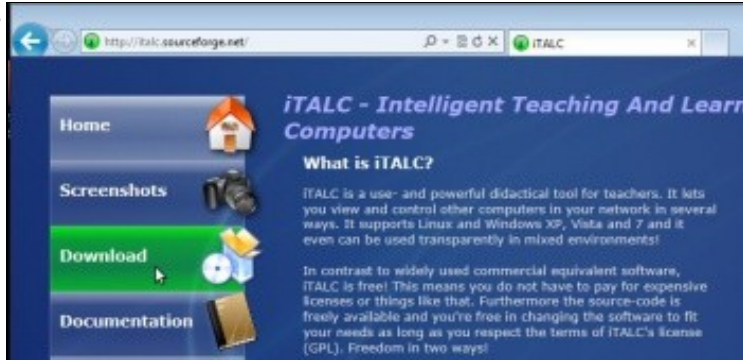 http://italc.sourceforge.net/
iTALC
iTALC - Intelligent Teaching And Learn
Computers
Home
Screenshots
Download
Documentation
What is iTALC?
iTALC is a use- and powerful didactical tool for teachers. It lets
you view and control other computers in your network in several
ways. It supports Linux and Windows XP, Vista and 7 and it
even can be used transparently in mixed environments!
In contrast to widely used commercial equivalent software,
iTALC is free! This means you do not have to pay for expensive
licenses or things like that. Furthermore the source-code is
freely available and you're free in changing the software to fit
your needs as long as you respect the terms of iTALC's license
(GPL). Freedom in two ways!